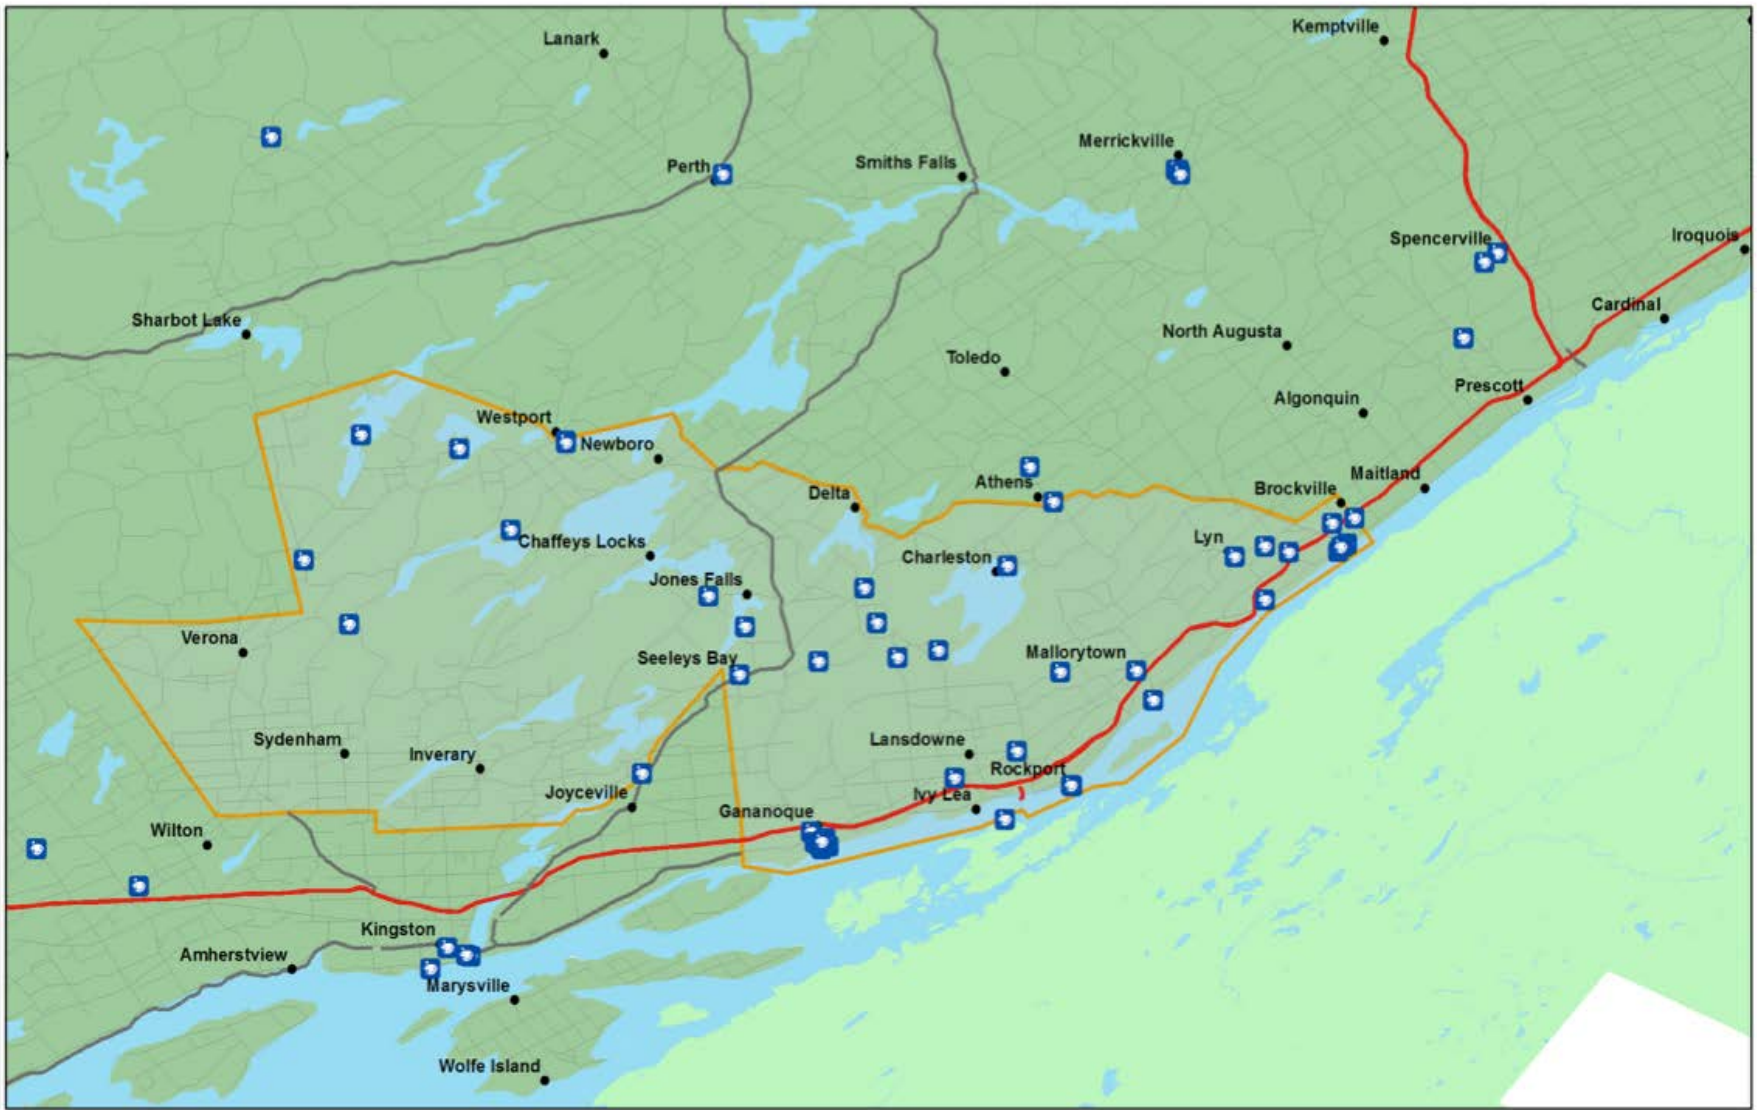 Kemptville
Lanark
Merrickville
Smiths Falls
Perth
Iroquois
Spencerville
Cardinal
Sharbot Lake
North Augusta
Toledo
Prescott
Algonquin
Westport
Newboro
Maitland
Athens
Brockville
Delta
Lyn
Chaffeys Locks
Charleston
Jones Falls
Verona
Mallorytown
Seeleys Bay
Sydenham
Lansdowne
Inverary
Rockport
Joyceville
Ivy Lea
Gananoque
Wilton
Kingston
Amherstview
Marysville
Wolfe Island